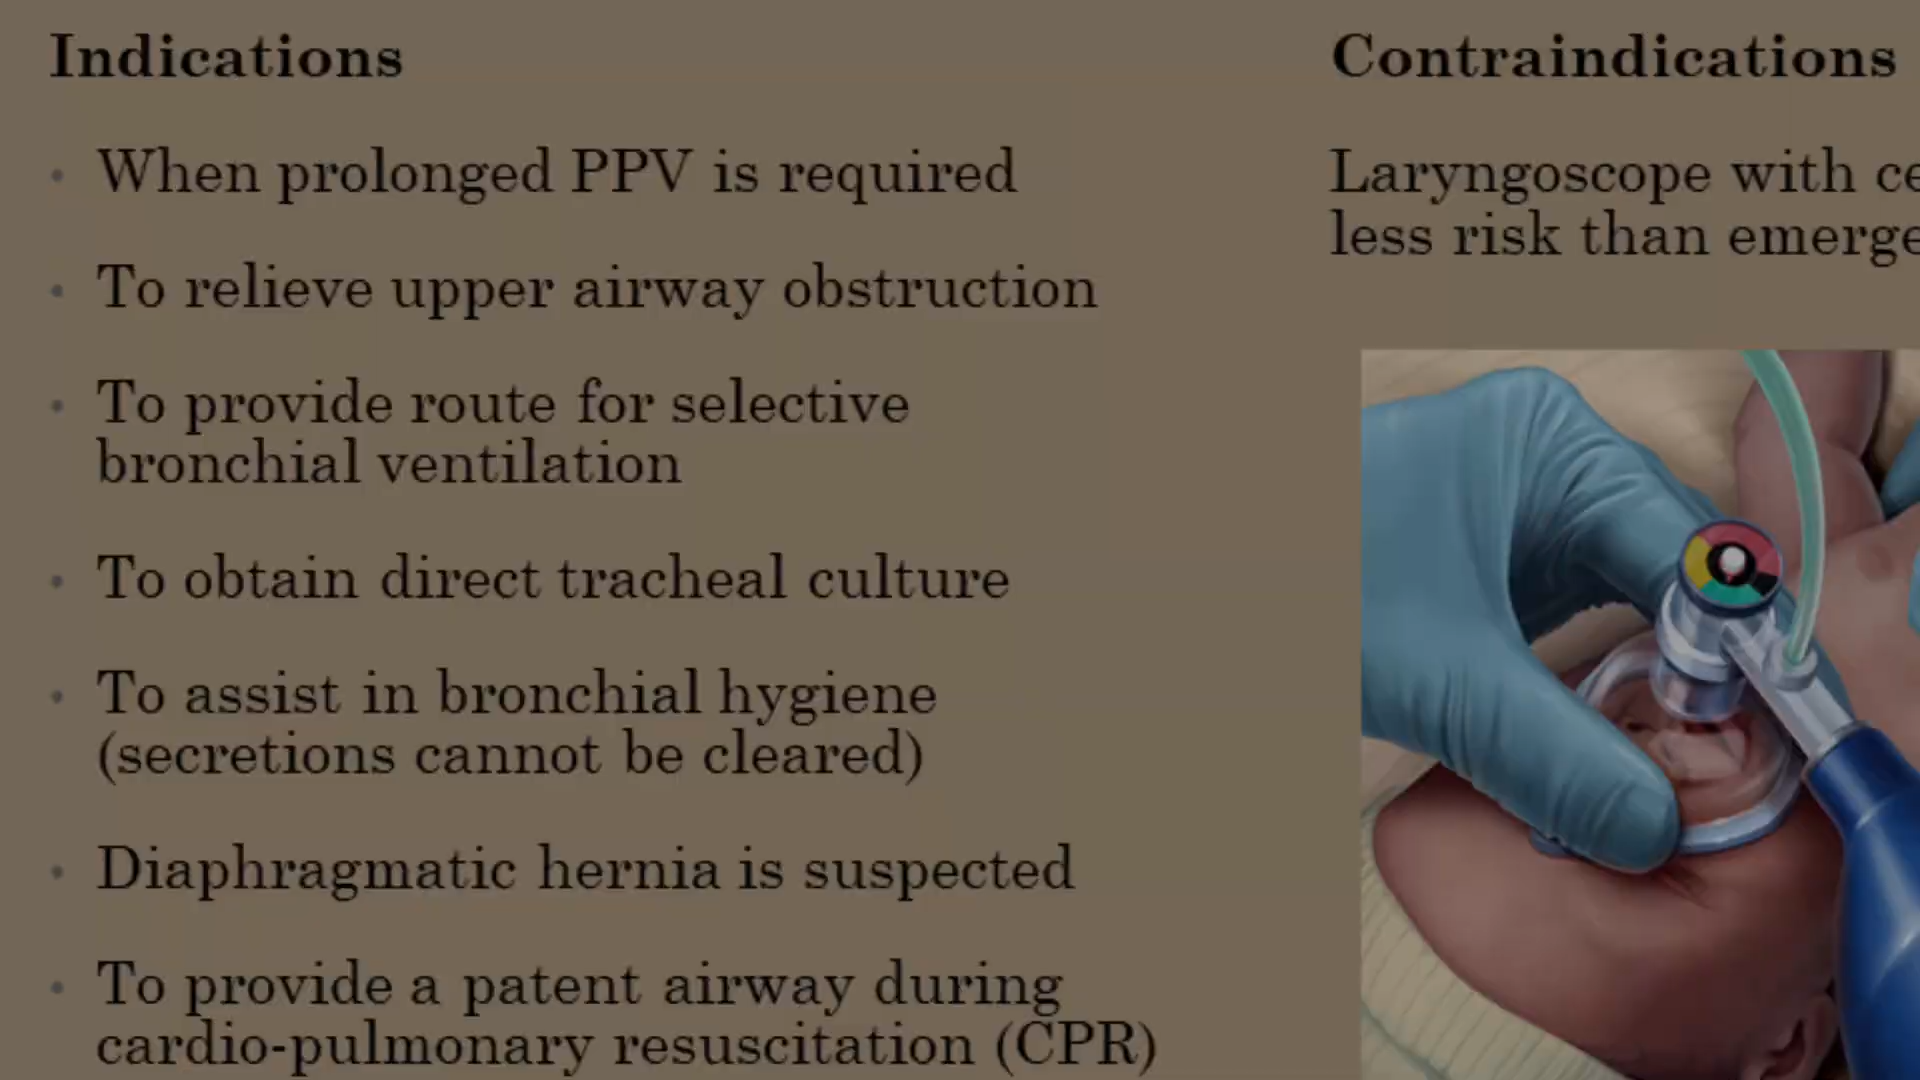 Indications
When prolonged PPV is required
To relieve upper airway obstruction
To provide route for selective
bronchial ventilation
To obtain direct tracheal culture
To assist in bronchial hygiene
(secretions cannot be cleared)
Diaphragmatic hernia is suspected
To provide a patent airway during
cardio-pulmonary resuscitation (CPR)
Contraindications
Laryngoscope with
less risk than